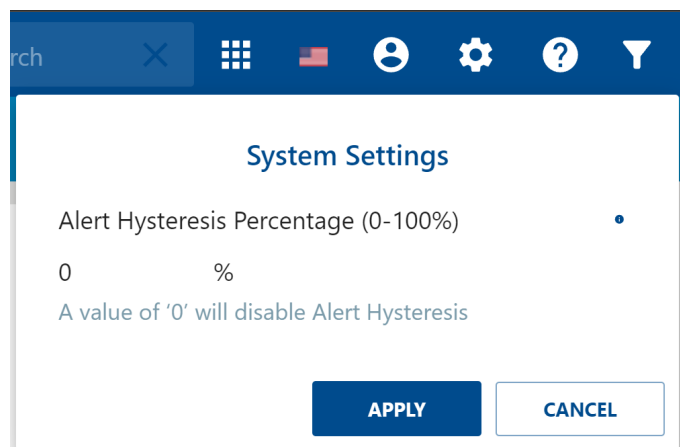 rch
System Settings
Alert Hysteresis Percentage (0-100%)
0 %
A value of ‘0’ will disable Alert Hysteresis
APPLY CANCEL